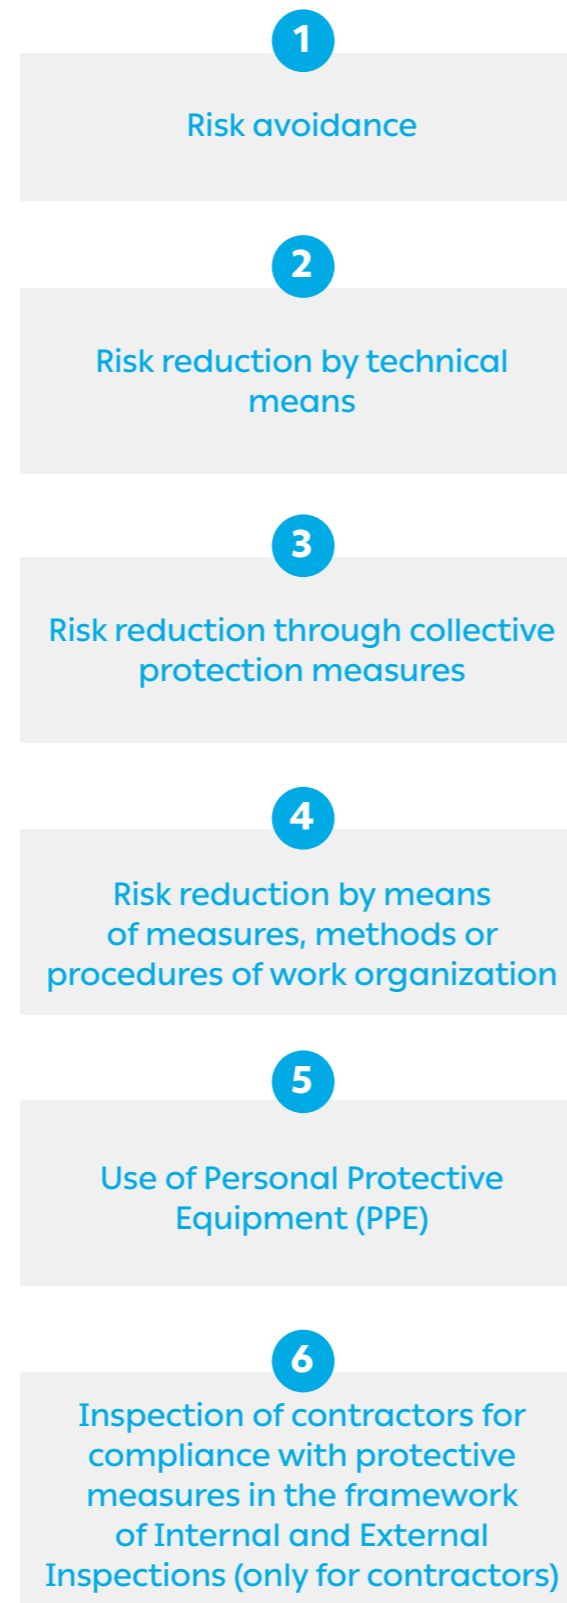 1
Risk avoidance
2
Risk reduction by technical
means
3
Risk reduction through collective
protection measures
4
Risk reduction by means
of measures, methods or
procedures of work organization
5
Use of Personal Protective
Equipment (PPE)
6
Inspection of contractors for
compliance with protective
measures in the framework
of Internal and External
Inspections (only for contractors)